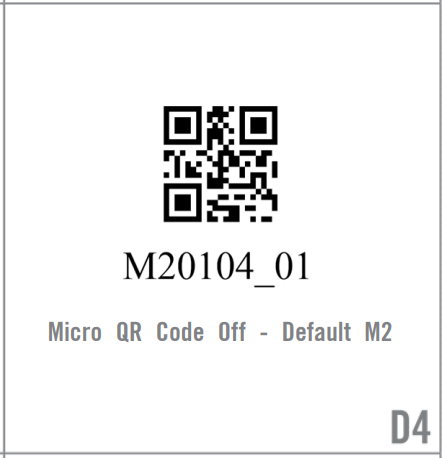 M20104_01
Micro QR Code Off - Default M2
D4